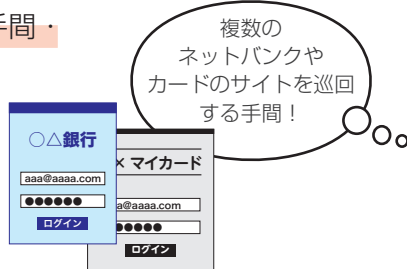 手間・
複数の
ネットバンクや
カードのサイトを巡回
する手間!
○△銀行
aaa@aaaa.com
●●●●●●
ログイン
× マイカード
a@aaaa.com
●●●●●
ログイン